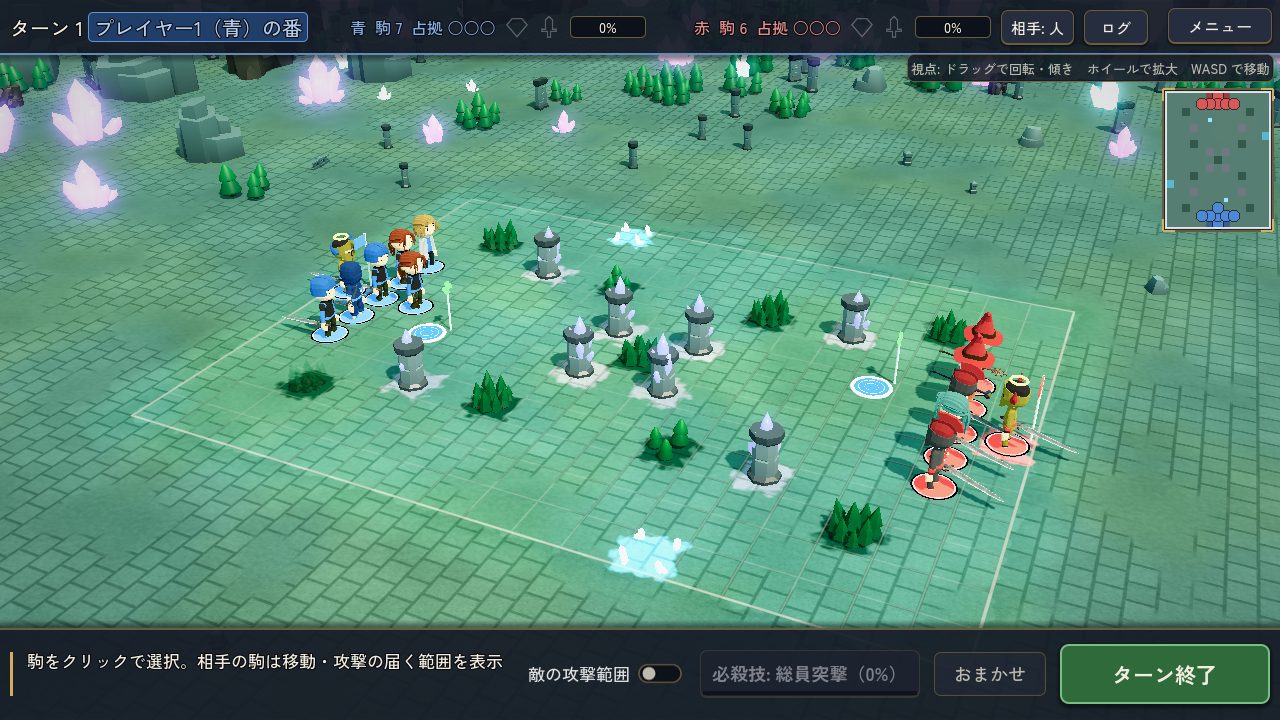 ターン 1 プレイヤー1（青）の番 青 駒 7 占拠 〇〇〇 0% 赤 駒 6 占拠 〇〇〇 0% 相手: 人 ログ メニュー
視点: ドラッグで回転・傾き ホイールで拡大 WASD で移動
駒をクリックで選択。相手の駒は移動・攻撃の届く範囲を表示
敵の攻撃範囲 必殺技: 総員突撃（0%） おまかせ ターン終了